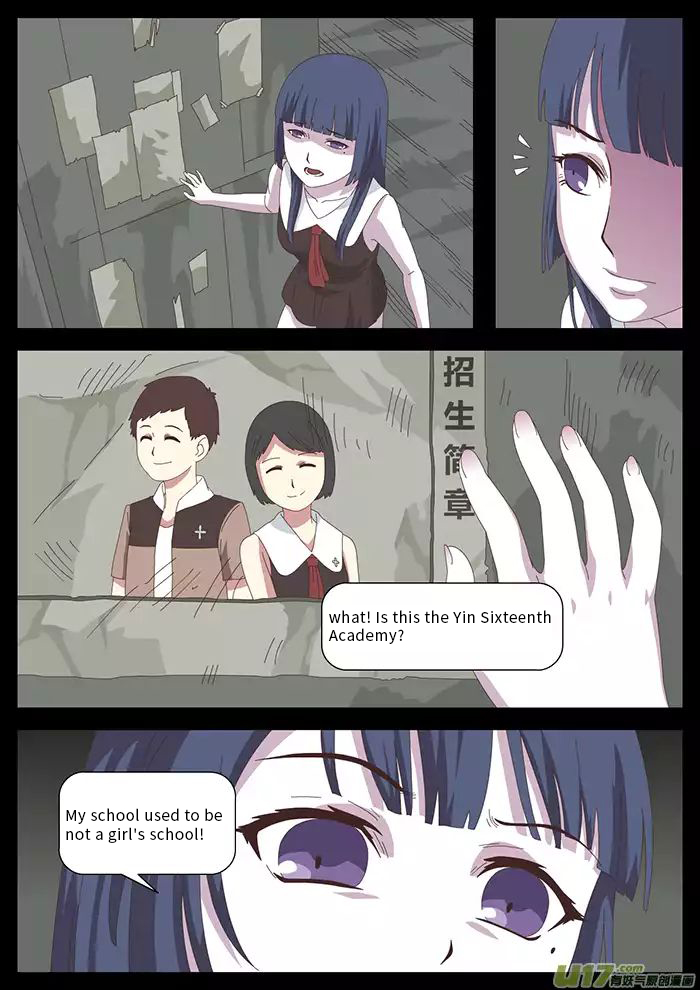 招生简章
what! Is this the Yin Sixteenth
Academy?
My school used to be
not a girl's school!
U17.com
有妖气原创漫画